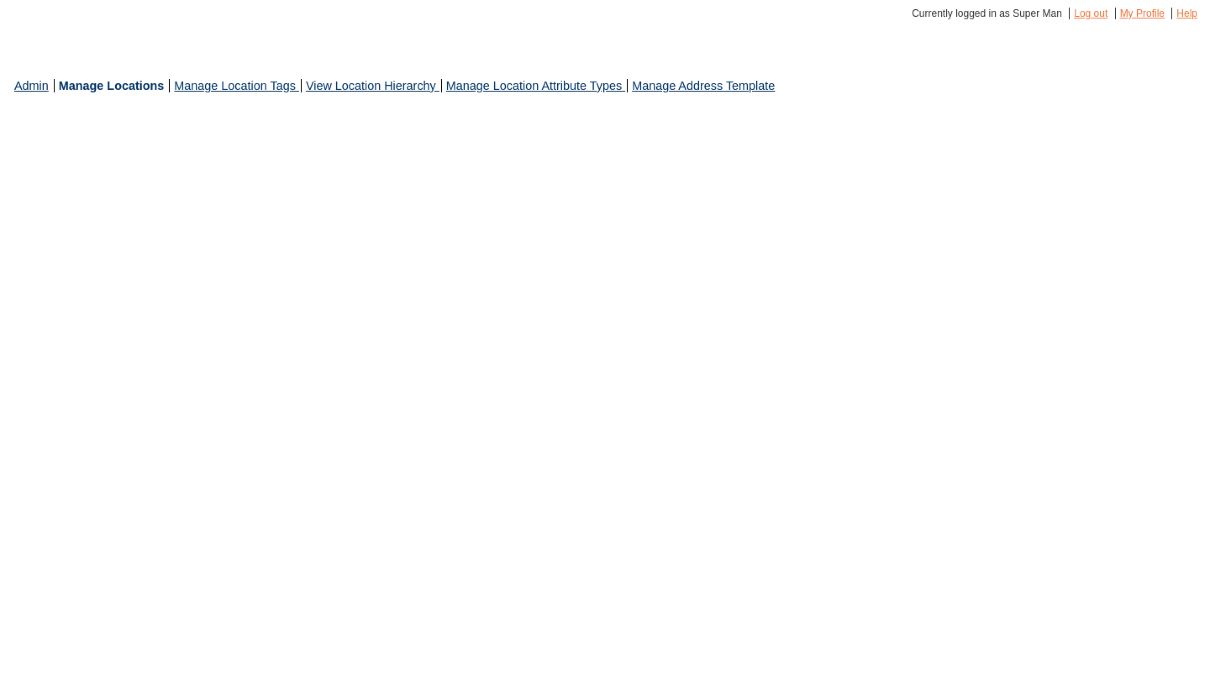 Currently logged in as Super Man | Log out | My Profile | Help
Admin | Manage Locations | Manage Location Tags | View Location Hierarchy | Manage Location Attribute Types | Manage Address Template